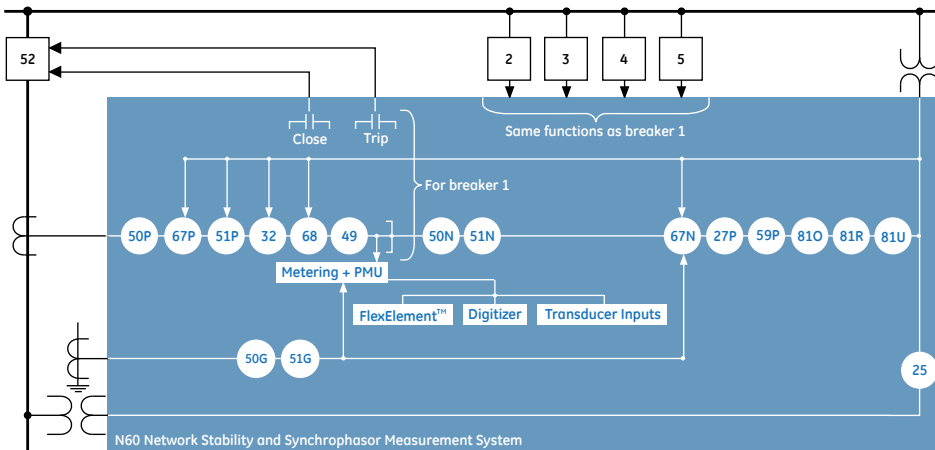 52
2
3
4
5
Close
Trip
Same functions as breaker 1
For breaker 1
50P
67P
51P
32
68
49
50N
51N
67N
27P
59P
81O
81R
81U
Metering + PMU
FlexElement™
Digitizer
Transducer Inputs
50G
51G
25
N60 Network Stability and Synchrophasor Measurement System